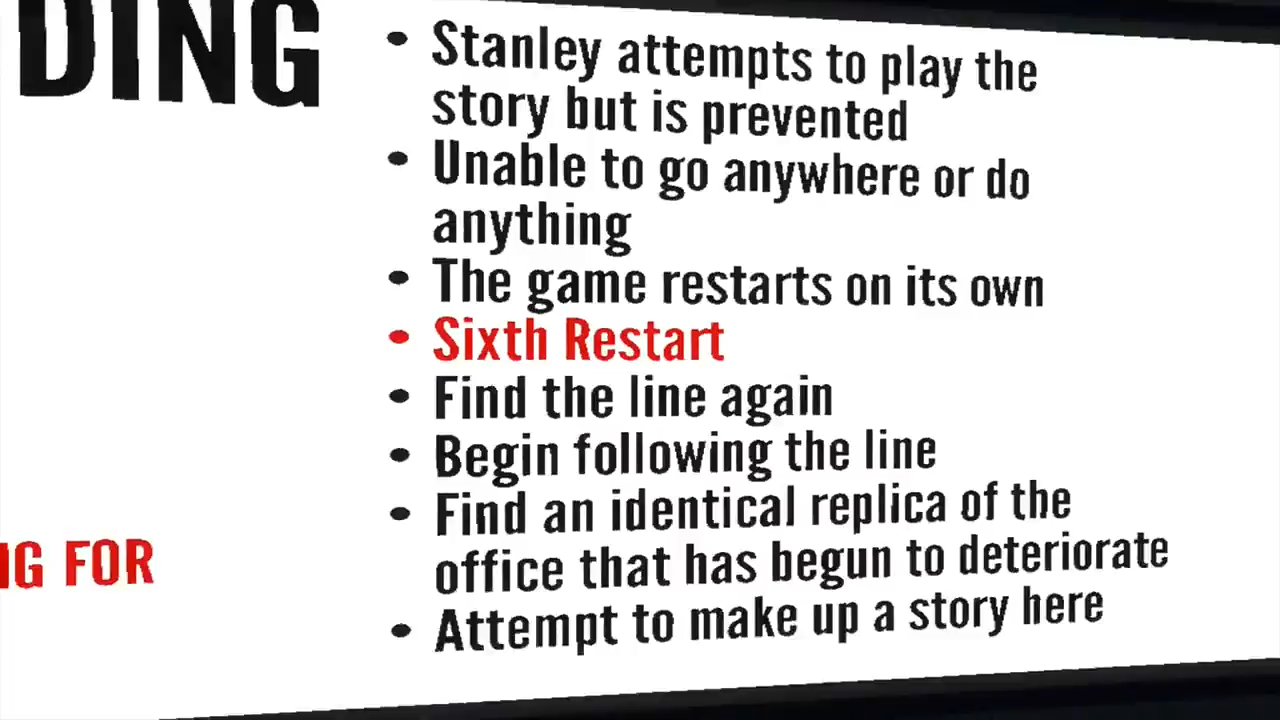 DING
• Stanley attempts to play the
story but is prevented
• Unable to go anywhere or do
anything
• The game restarts on its own
• Sixth Restart
• Find the line again
• Begin following the line
• Find an identical replica of the
office that has begun to deteriorate
• Attempt to make up a story here
NG FOR